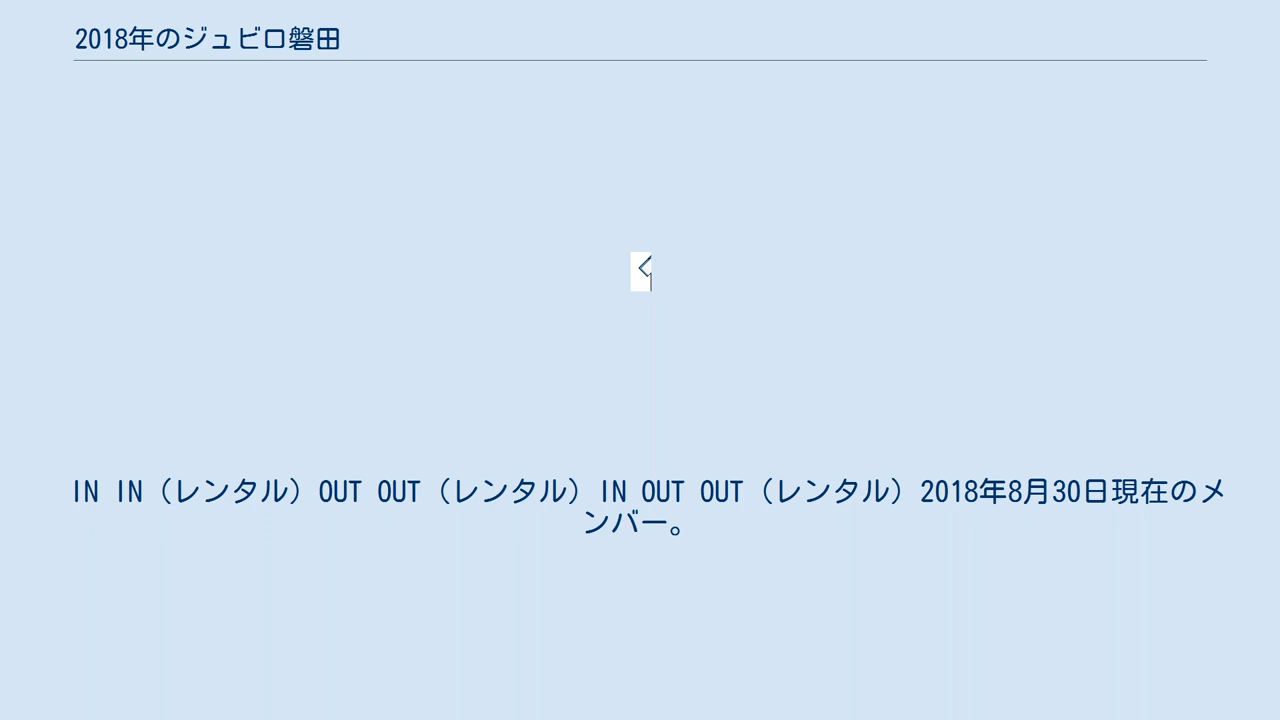 2018年のジュビロ磐田
IN IN（レンタル）OUT OUT（レンタル）IN OUT OUT（レンタル）2018年8月30日現在のメ
ンバー。